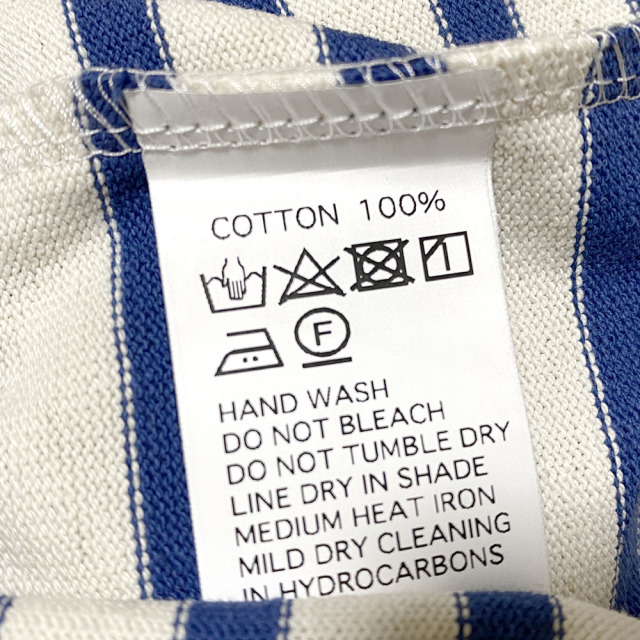 COTTON 100%
F
HAND WASH
DO NOT BLEACH
DO NOT TUMBLE DRY
LINE DRY IN SHADE
MEDIUM HEAT IRON
MILD DRY CLEANING
IN HYDROCARBONS